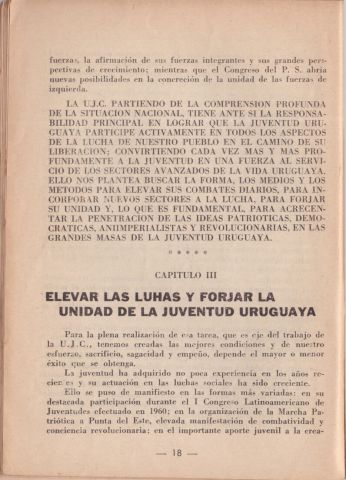 fuerzas, la afirmación de sus fuerzas integrantes y sus grandes pers-
pectivas de crecimiento; mientras que el Congreso del P. S. abría
nuevas posibilidades en la concreción de la unidad de las fuerzas de
izquierda.
LA U.J.C. PARTIENDO DE LA COMPRENSION PROFUNDA
DE LA SITUACION NACIONAL, TIENE ANTE SI LA RESPONSA-
BILIDAD PRINCIPAL EN LOGRAR QUE LA JUVENTUD URU-
GUAYA PARTICIPE ACTIVAMENTE EN TODOS LOS ASPECTOS
DE LA LUCHA DE NUESTRO PUEBLO EN EL CAMINO DE SU
LIBERACION; CONVIRTIENDO CADA VEZ MAS Y MAS PRO-
FUNDAMENTE A LA JUVENTUD EN UNA FUERZA AL SERVI-
CIO DE LOS SECTORES AVANZADOS DE LA VIDA URUGUAYA.
ELLO NOS PLANTEA BUSCAR LA FORMA, LOS MEDIOS Y LOS
METODOS PARA ELEVAR SUS COMBATES DIARIOS, PARA IN-
CORPORAR NUEVOS SECTORES A LA LUCHA, PARA FORJAR
SU UNIDAD Y, LO QUE ES FUNDAMENTAL, PARA ACRECEN-
TAR LA PENETRACION DE LAS IDEAS PATRIOTICAS, DEMO-
CRATICAS, ANIIMPERIALISTAS Y REVOLUCIONARIAS, EN LAS
GRANDES MASAS DE LA JUVENTUD URUGUAYA.
* * * * *
CAPITULO III
ELEVAR LAS LUHAS Y FORJAR LA
UNIDAD DE LA JUVENTUD URUGUAYA
Para la plena realización de esa tarea, que es eje del trabajo de
la U.J.C., tenemos creadas las mejores condiciones y de nuestro
esfuerzo, sacrificio, sagacidad y empeño, depende el mayor o menor
éxito que se obtenga.
La juventud ha adquirido no poca experiencia en los años re-
cientes y su actuación en las luchas sociales ha sido creciente.
Ello se puso de manifiesto en las formas más variadas: en su
destacada participación durante el I Congreso Latinoamericano de
Juventudes efectuado en 1960; en la organización de la Marcha Pa-
triótica a Punta del Este, elevada manifestación de combatividad y
conciencia revolucionaria; en el importante aporte juvenil a la crea-
— 18 —